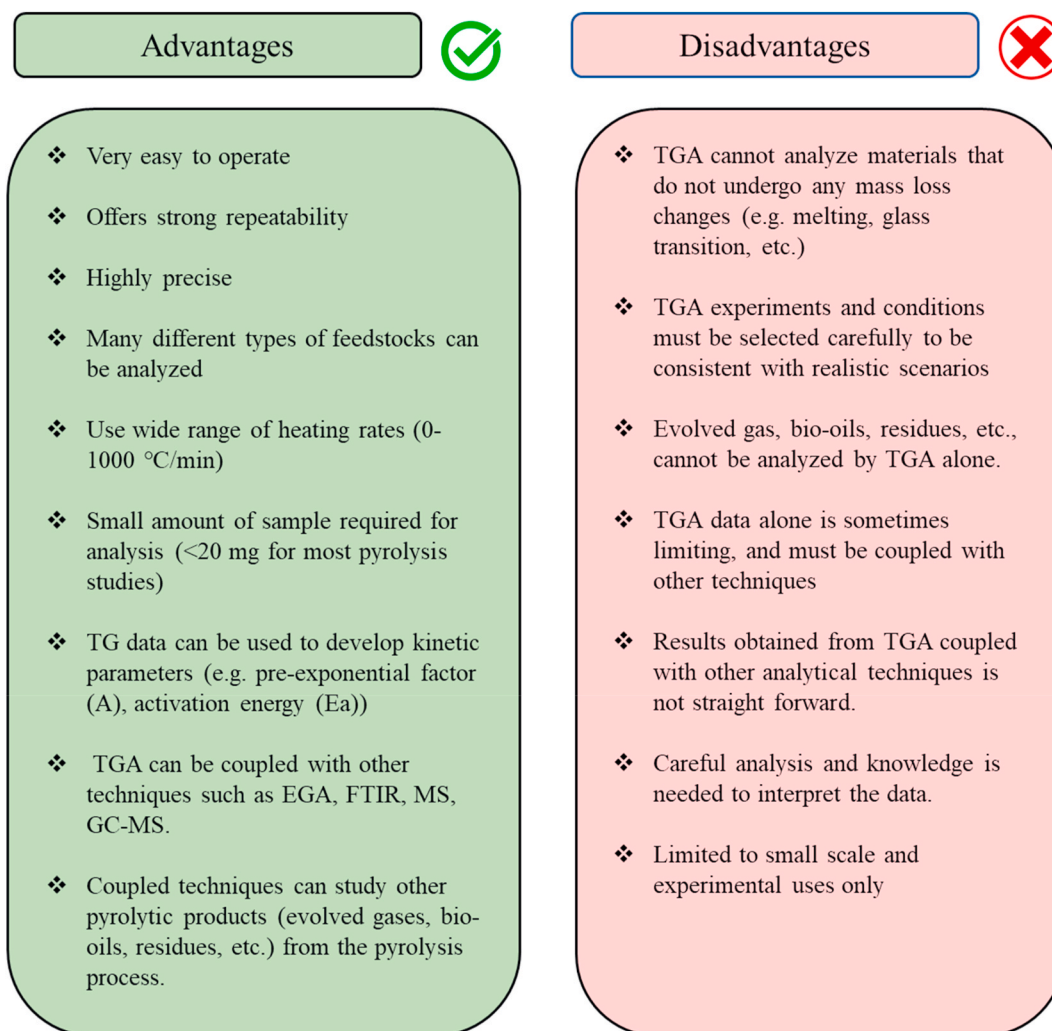 Advantages
Very easy to operate
Offers strong repeatability
Highly precise
Many different types of feedstocks can
be analyzed
Use wide range of heating rates (0-
1000 °C/min)
Small amount of sample required for
analysis (<20 mg for most pyrolysis
studies)
TG data can be used to develop kinetic
parameters (e.g. pre-exponential factor
(A), activation energy (Ea))
TGA can be coupled with other
techniques such as EGA, FTIR, MS,
GC-MS.
Coupled techniques can study other
pyrolytic products (evolved gases, bio-
oils, residues, etc.) from the pyrolysis
process.
Disadvantages
TGA cannot analyze materials that
do not undergo any mass loss
changes (e.g. melting, glass
transition, etc.)
TGA experiments and conditions
must be selected carefully to be
consistent with realistic scenarios
Evolved gas, bio-oils, residues, etc.,
cannot be analyzed by TGA alone.
TGA data alone is sometimes
limiting, and must be coupled with
other techniques
Results obtained from TGA coupled
with other analytical techniques is
not straight forward.
Careful analysis and knowledge is
needed to interpret the data.
Limited to small scale and
experimental uses only